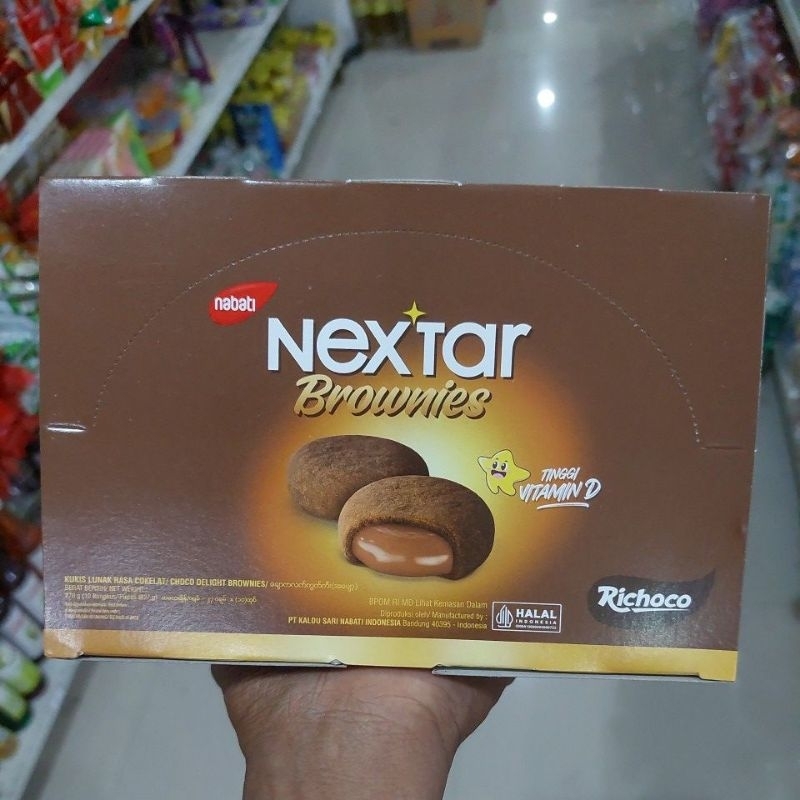 nabati
NEXTAR
Brownies
TINGGI
VITAMIN D
KUKIS LUNAK RASA COKELAT/ CHOCO DELIGHT BROWNIES/
BERAT BERSIH/ NET WEIGHT
BPOM RI MD Lihat Kemasan Dalam
Diproduksi oleh/ Manufactured by :
PT KALDU SARI NABATI INDONESIA Bandung 40395 - Indonesia
HALAL
INDONESIA
Richoco